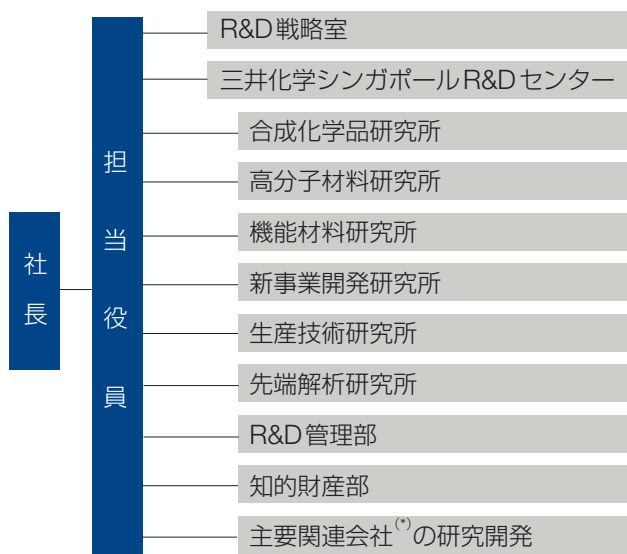 社長
担当役員
R&D戦略室
三井化学シンガポールR&Dセンター
合成化学品研究所
高分子材料研究所
機能材料研究所
新事業開発研究所
生産技術研究所
先端解析研究所
R&D管理部
知的財産部
主要関連会社(*)の研究開発